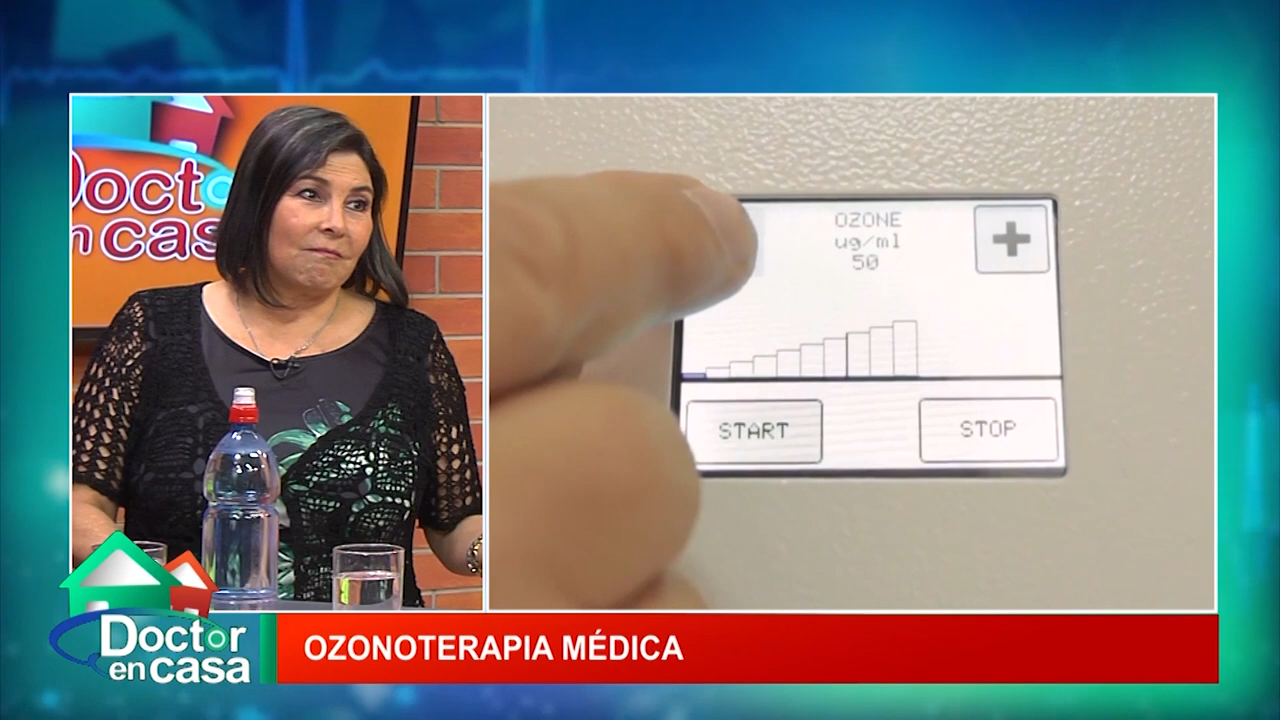 Doctor
en casa
OZONE
ug/ml
50
START
STOP
Doctor
en casa
OZONOTERAPIA MÉDICA